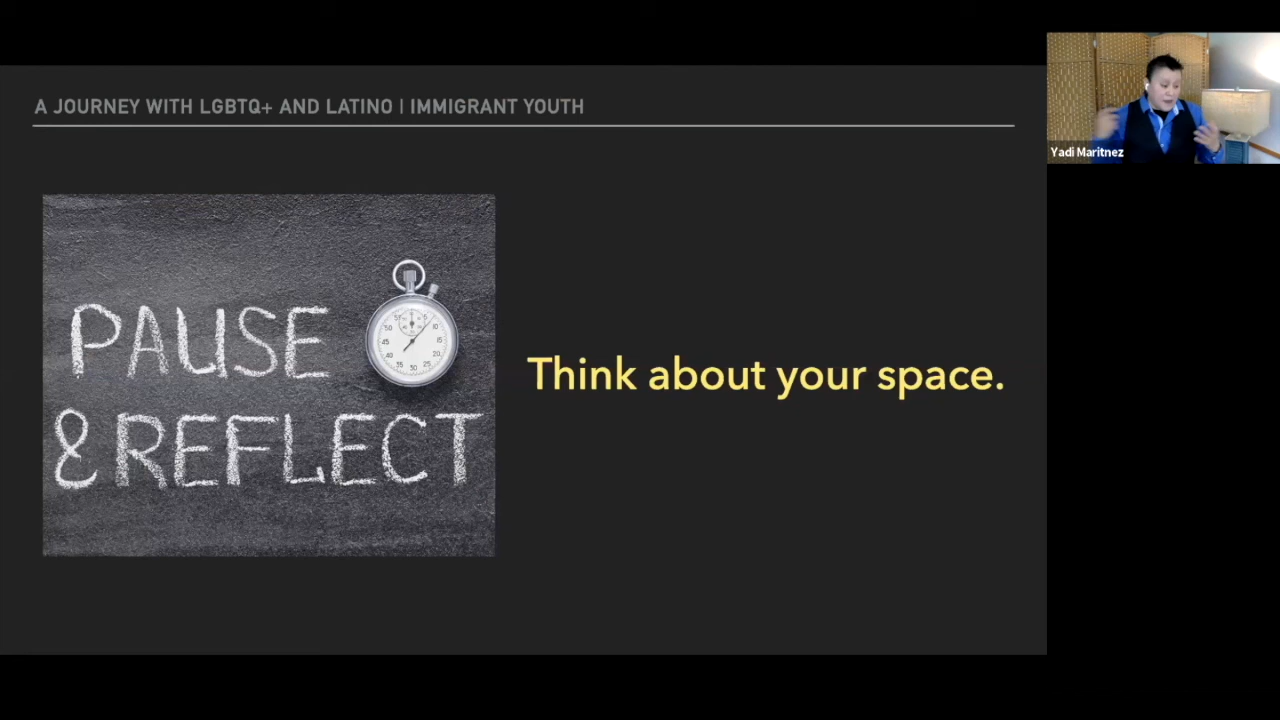 A JOURNEY WITH LGBTQ+ AND LATINO | IMMIGRANT YOUTH
Yadi Maritnez
PAUSE
& REFLECT
Think about your space.